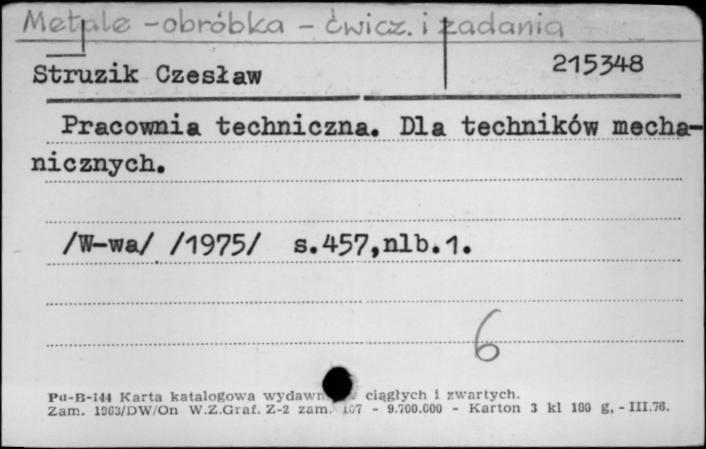 Metale - obróbka - ćwicz. i zadania
Struzik Czesław 215348
Pracownia techniczna. Dla techników mecha-
nicznych.
/W-wa/ /1975/ s.457,nlb.1.
6
Pu-B-144 Karta katalogowa ciągłych i zwartych.
Zam. 1963/DW/On W.Z.Graf. Z-2 zam. 107 - 9.700.000 - Karton 3 kl 180 g, - III.76.